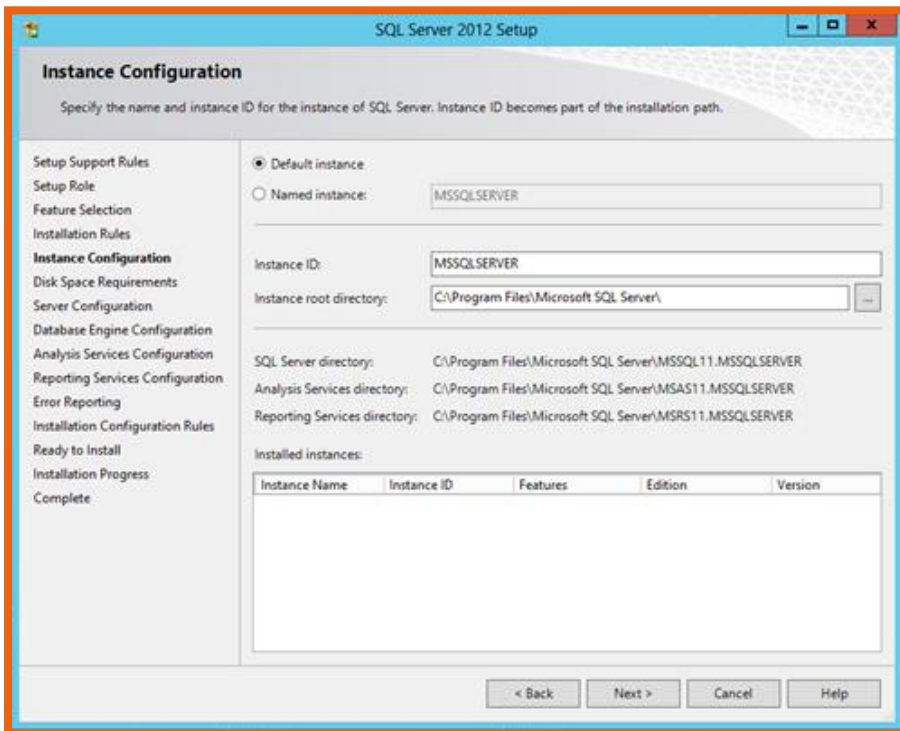 SQL Server 2012 Setup
Instance Configuration
Specify the name and instance ID for the instance of SQL Server. Instance ID becomes part of the installation path.
Setup Support Rules
Setup Role
Feature Selection
Installation Rules
Instance Configuration
Disk Space Requirements
Server Configuration
Database Engine Configuration
Analysis Services Configuration
Reporting Services Configuration
Error Reporting
Installation Configuration Rules
Ready to Install
Installation Progress
Complete
Default instance
Named instance: MSSQLSERVER
Instance ID: MSSQLSERVER
Instance root directory: C:\Program Files\Microsoft SQL Server\ ...
SQL Server directory: C:\Program Files\Microsoft SQL Server\MSSQL11.MSSQLSERVER
Analysis Services directory: C:\Program Files\Microsoft SQL Server\MSAS11.MSSQLSERVER
Reporting Services directory: C:\Program Files\Microsoft SQL Server\MSRS11.MSSQLSERVER
Installed instances:
Instance Name Instance ID Features Edition Version
< Back Next > Cancel Help